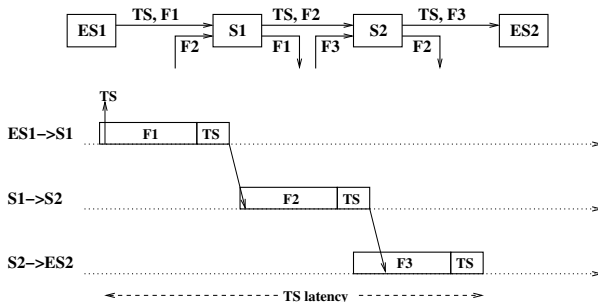 TS, F1 TS, F2 TS, F3
ES1 S1 S2 ES2
F2 F1 F3 F2
TS
ES1->S1 F1 TS
S1->S2 F2 TS
S2->ES2 F3 TS
TS latency